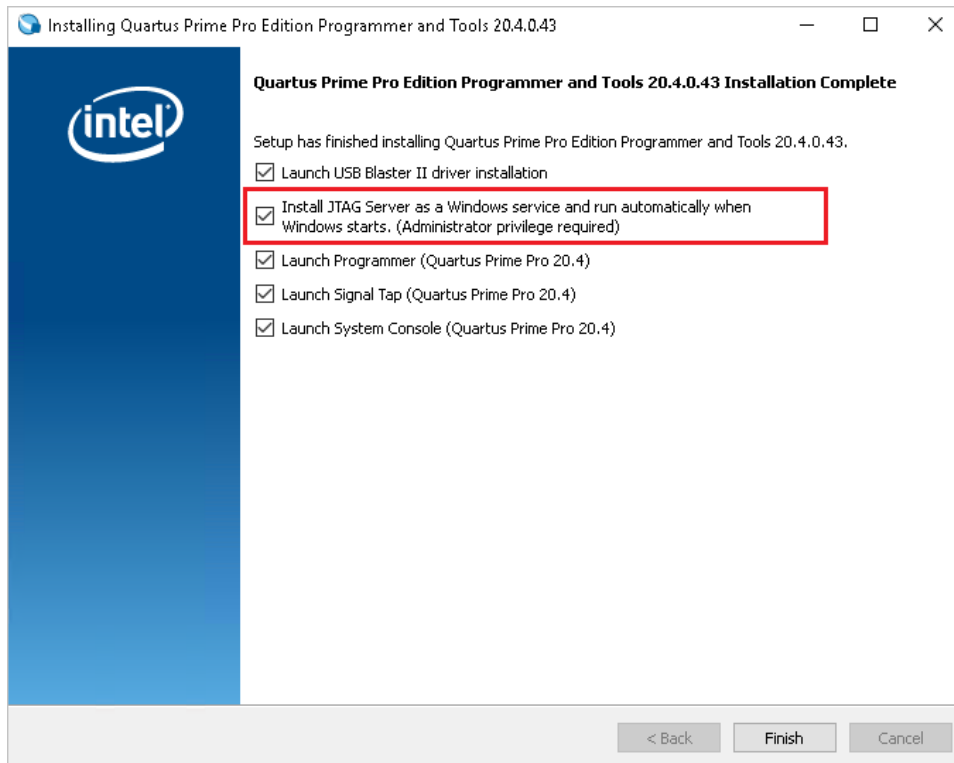 Installing Quartus Prime Pro Edition Programmer and Tools 20.4.0.43
intel
Quartus Prime Pro Edition Programmer and Tools 20.4.0.43 Installation Complete
Setup has finished installing Quartus Prime Pro Edition Programmer and Tools 20.4.0.43.
Launch USB Blaster II driver installation
Install JTAG Server as a Windows service and run automatically when
Windows starts. (Administrator privilege required)
Launch Programmer (Quartus Prime Pro 20.4)
Launch Signal Tap (Quartus Prime Pro 20.4)
Launch System Console (Quartus Prime Pro 20.4)
< Back
Finish
Cancel